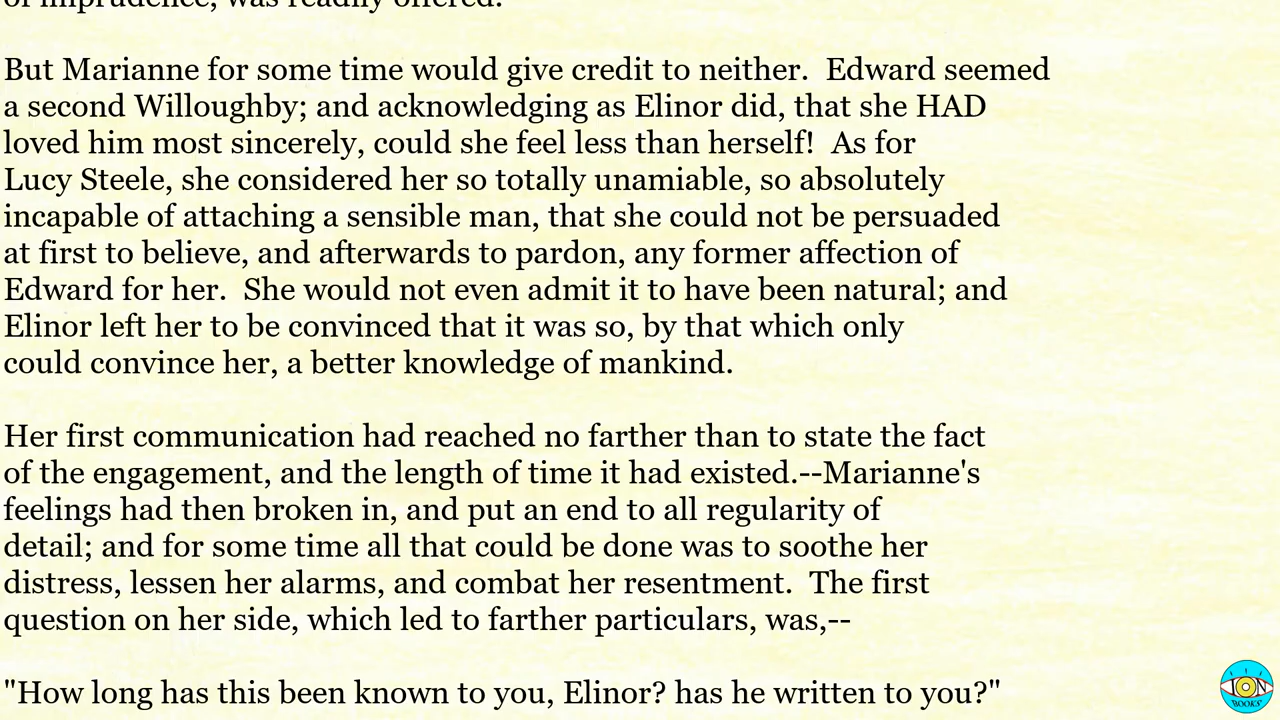 of imprudence, was readily offered.
But Marianne for some time would give credit to neither.  Edward seemed
a second Willoughby; and acknowledging as Elinor did, that she HAD
loved him most sincerely, could she feel less than herself!  As for
Lucy Steele, she considered her so totally unamiable, so absolutely
incapable of attaching a sensible man, that she could not be persuaded
at first to believe, and afterwards to pardon, any former affection of
Edward for her.  She would not even admit it to have been natural; and
Elinor left her to be convinced that it was so, by that which only
could convince her, a better knowledge of mankind.
Her first communication had reached no farther than to state the fact
of the engagement, and the length of time it had existed.--Marianne's
feelings had then broken in, and put an end to all regularity of
detail; and for some time all that could be done was to soothe her
distress, lessen her alarms, and combat her resentment.  The first
question on her side, which led to farther particulars, was,--
"How long has this been known to you, Elinor? has he written to you?"
ION
BOOKS